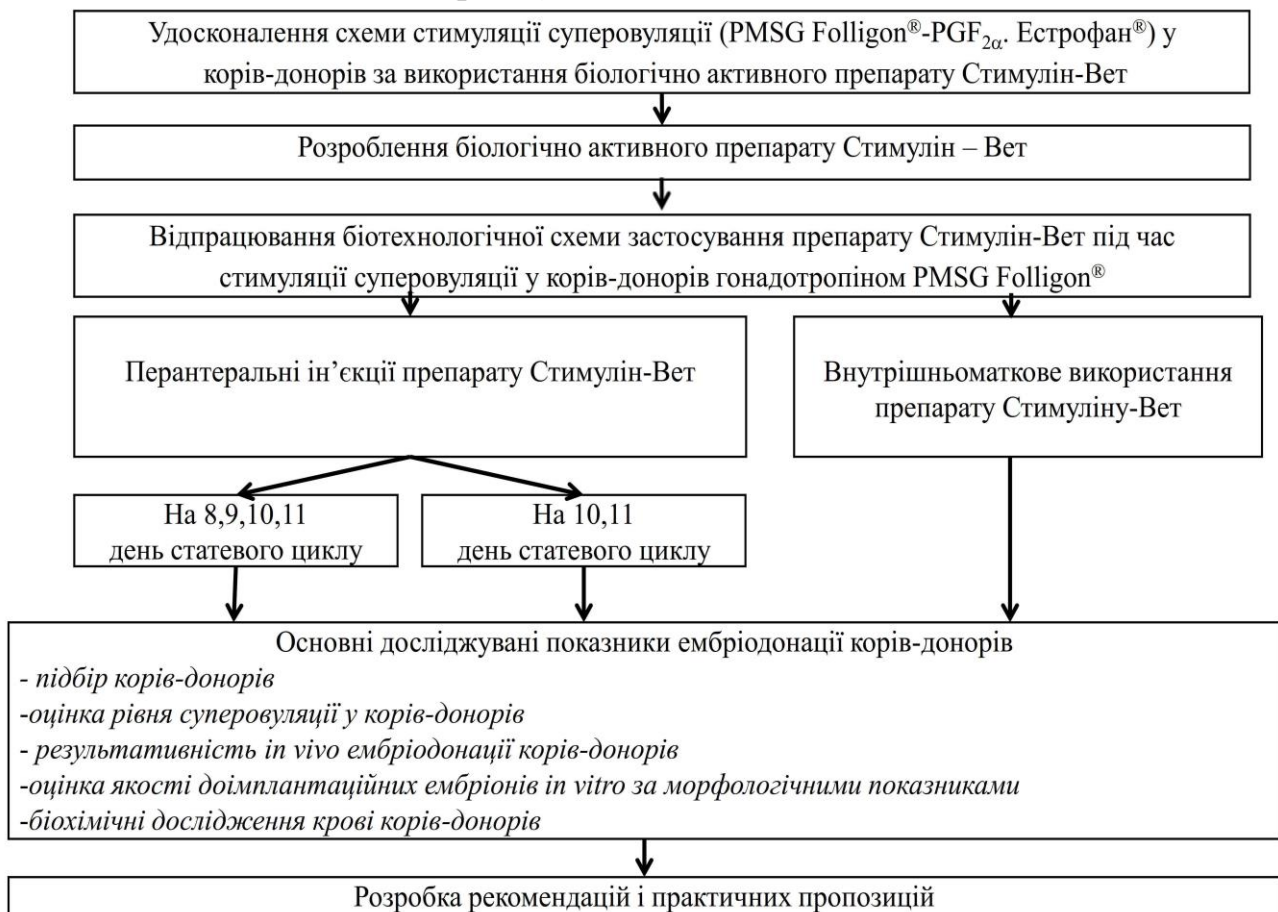 Удосконалення схеми стимуляції суперовуляції (PMSG Folligon®-PGF2α. Естрофан®) у
корів-донорів за використання біологічно активного препарату Стимулін-Вет
Розроблення біологічно активного препарату Стимулін – Вет
Відпрацювання біотехнологічної схеми застосування препарату Стимулін-Вет під час
стимуляції суперовуляції у корів-донорів гонадотропіном PMSG Folligon®
Перантеральні ін’єкції препарату Стимулін-Вет
Внутрішньоматкове використання
препарату Стимуліну-Вет
На 8,9,10,11
день статевого циклу
На 10,11
день статевого циклу
Основні досліджувані показники ембріодонації корів-донорів
- підбір корів-донорів
-оцінка рівня суперовуляції у корів-донорів
- результативність in vivo ембріодонації корів-донорів
-оцінка якості доімплантаційних ембріонів in vitro за морфологічними показниками
-біохімічні дослідження крові корів-донорів
Розробка рекомендацій і практичних пропозицій